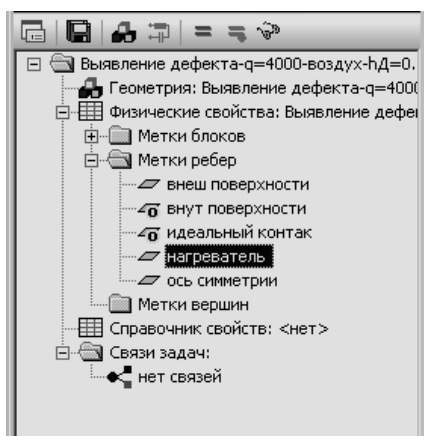 Выявление дефекта-q=4000-воздух-hД=0.
Геометрия: Выявление дефекта-q=400
Физические свойства: Выявление дефе
Метки блоков
Метки ребер
внеш поверхности
внут поверхности
идеальный контак
нагреватель
ось симметрии
Метки вершин
Справочник свойств: <нет>
Связи задач:
нет связей